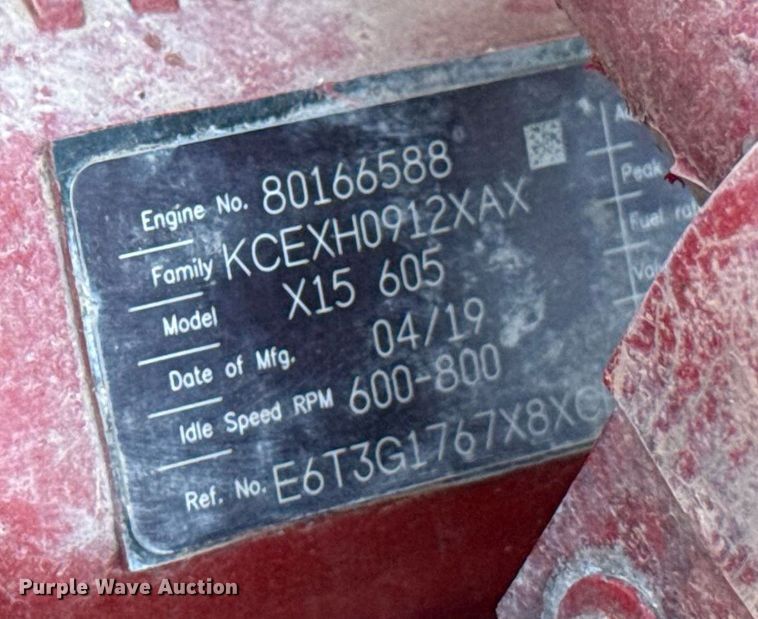 Engine No. 80166588
Family KCEXH0912XAX
Model X15 605
Date of Mfg. 04/19
Idle Speed RPM 600-800
Ref. No. E6T3G1767X8X
Peak
Fuel
Purple Wave Auction